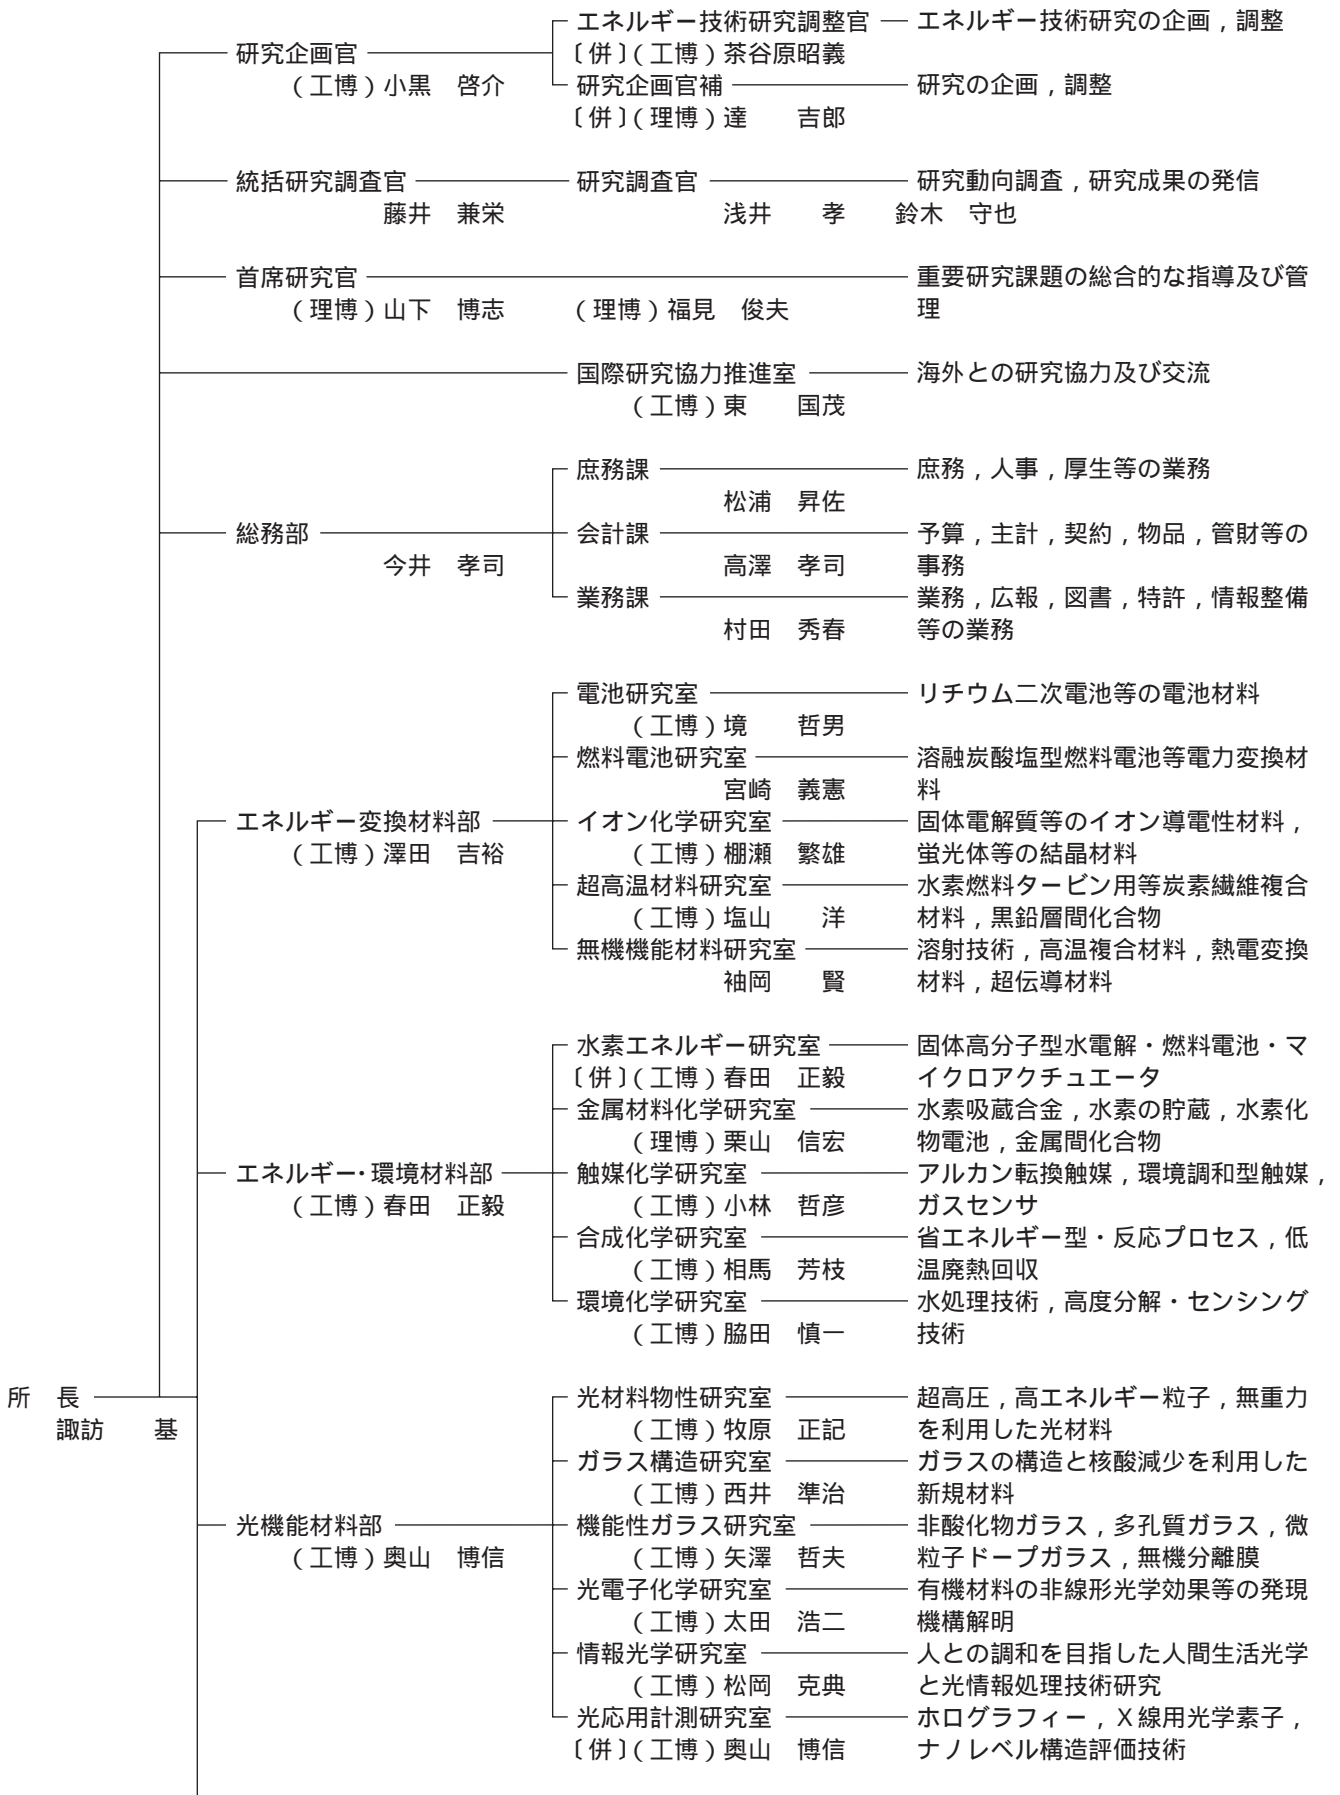 エネルギー技術研究調整官 エネルギー技術研究の企画，調整
研究企画官 〔併〕（工博）茶谷原昭義
（工博）小黒　啓介 研究企画官補 研究の企画，調整
〔併〕（理博）達　　吉郎
統括研究調査官 研究調査官 研究動向調査，研究成果の発信
藤井　兼栄 浅井　　孝 鈴木　守也
首席研究官 重要研究課題の総合的な指導及び管
（理博）山下　博志 （理博）福見　俊夫 理
国際研究協力推進室 海外との研究協力及び交流
（工博）東　　国茂
庶務課 庶務，人事，厚生等の業務
松浦　昇佐
総務部 会計課 予算，主計，契約，物品，管財等の
今井　孝司 高澤　孝司 事務
業務課 業務，広報，図書，特許，情報整備
村田　秀春 等の業務
電池研究室 リチウム二次電池等の電池材料
（工博）境　　哲男
燃料電池研究室 溶融炭酸塩型燃料電池等電力変換材
宮崎　義憲 料
エネルギー変換材料部 イオン化学研究室 固体電解質等のイオン導電性材料，
（工博）澤田　吉裕 （工博）棚瀬　繁雄 蛍光体等の結晶材料
超高温材料研究室 水素燃料タービン用等炭素繊維複合
（工博）塩山　　洋 材料，黒鉛層間化合物
無機機能材料研究室 溶射技術，高温複合材料，熱電変換
袖岡　　賢 材料，超伝導材料
水素エネルギー研究室 固体高分子型水電解・燃料電池・マ
〔併〕（工博）春田　正毅 イクロアクチュエータ
金属材料化学研究室 水素吸蔵合金，水素の貯蔵，水素化
（理博）栗山　信宏 物電池，金属間化合物
エネルギー・環境材料部 触媒化学研究室 アルカン転換触媒，環境調和型触媒，
（工博）春田　正毅 （工博）小林　哲彦 ガスセンサ
合成化学研究室 省エネルギー型・反応プロセス，低
（工博）相馬　芳枝 温廃熱回収
環境化学研究室 水処理技術，高度分解・センシング
（工博）脇田　慎一 技術
所　長 光材料物性研究室 超高圧，高エネルギー粒子，無重力
諏訪　　基 （工博）牧原　正記 を利用した光材料
ガラス構造研究室 ガラスの構造と核酸減少を利用した
（工博）西井　準治 新規材料
光機能材料部 機能性ガラス研究室 非酸化物ガラス，多孔質ガラス，微
（工博）奥山　博信 （工博）矢澤　哲夫 粒子ドープガラス，無機分離膜
光電子化学研究室 有機材料の非線形光学効果等の発現
（工博）太田　浩二 機構解明
情報光学研究室 人との調和を目指した人間生活光学
（工博）松岡　克典 と光情報処理技術研究
光応用計測研究室 ホログラフィー，Ｘ線用光学素子，
〔併〕（工博）奥山　博信 ナノレベル構造評価技術